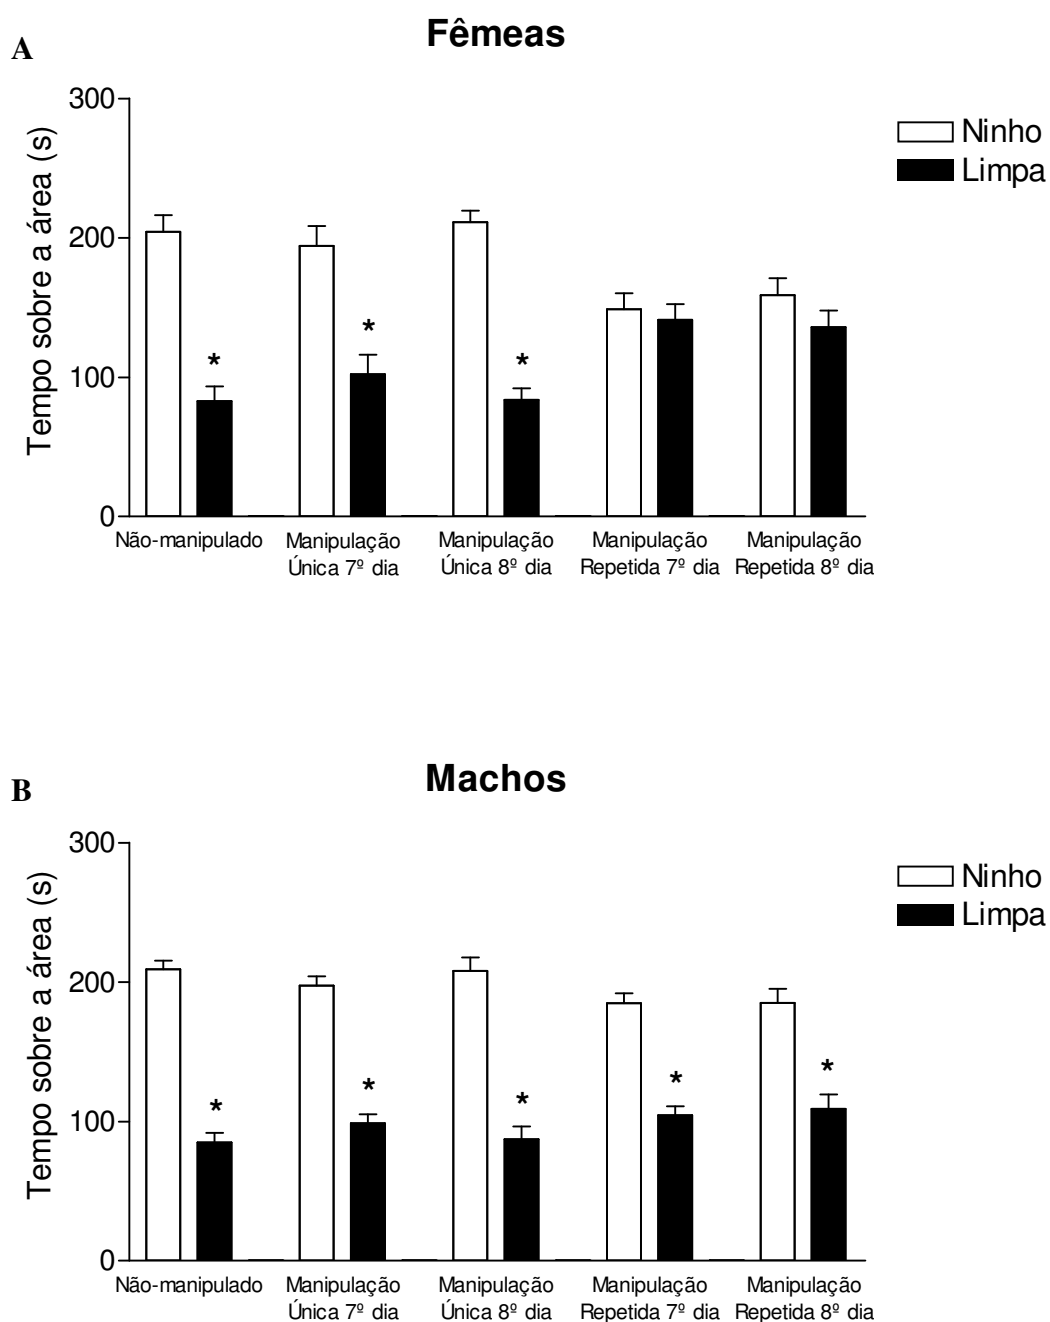 A
Fêmeas
300
200
100
0
Tempo sobre a área (s)
Ninho
Limpa
*
*
*
Não-manipulado
Manipulação
Única 7º dia
Manipulação
Única 8º dia
Manipulação
Repetida 7º dia
Manipulação
Repetida 8º dia
B
Machos
300
200
100
0
Tempo sobre a área (s)
Ninho
Limpa
*
*
*
*
*
Não-manipulado
Manipulação
Única 7º dia
Manipulação
Única 8º dia
Manipulação
Repetida 7º dia
Manipulação
Repetida 8º dia